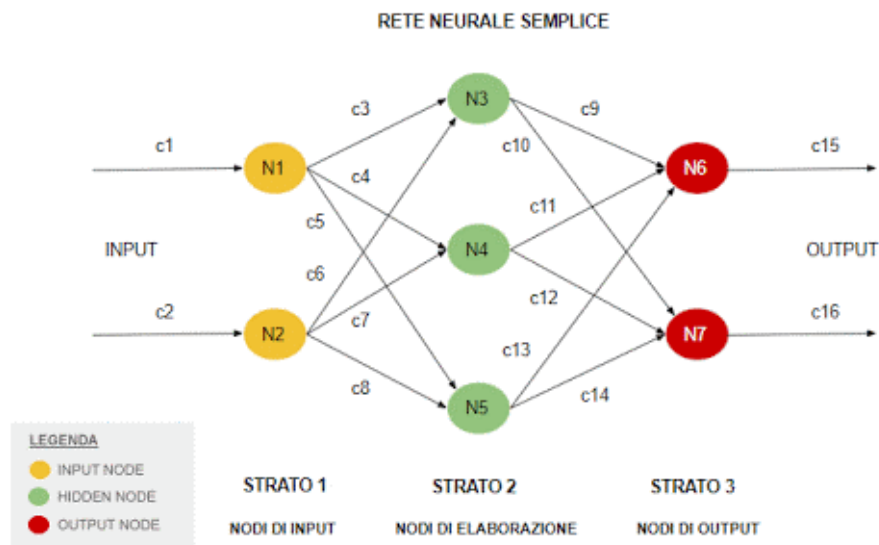 RETE NEURALE SEMPLICE
N3
c3
c9
c1
c10
c15
N1
c4
N6
c5
c11
INPUT
N4
OUTPUT
c6
c12
c2
c7
c16
N2
c13
N7
c8
c14
N5
LEGENDA
INPUT NODE
HIDDEN NODE
OUTPUT NODE
STRATO 1
STRATO 2
STRATO 3
NODI DI INPUT
NODI DI ELABORAZIONE
NODI DI OUTPUT